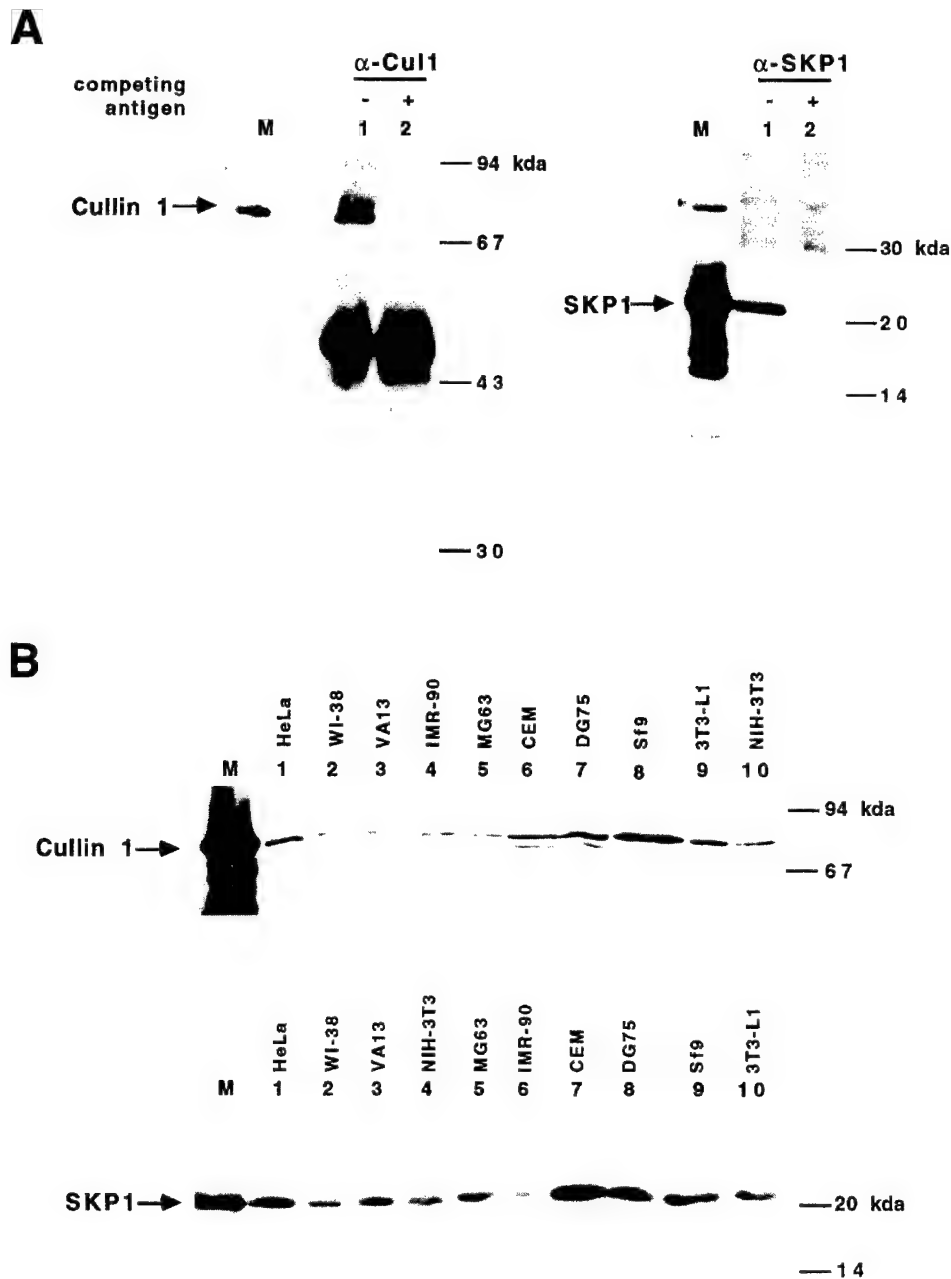 A
α-Cul1
competing antigen
- +
M 1 2
94 kda
Cullin 1
67
43
30
α-SKP1
- +
M 1 2
30 kda
SKP1
20
14
B
HeLa WI-38 VA13 IMR-90 MG63 CEM DG75 Sf9 3T3-L1 NIH-3T3
M 1 2 3 4 5 6 7 8 9 10
94 kda
Cullin 1
67
HeLa WI-38 VA13 NIH-3T3 MG63 IMR-90 CEM DG75 Sf9 3T3-L1
M 1 2 3 4 5 6 7 8 9 10
SKP1
20 kda
14